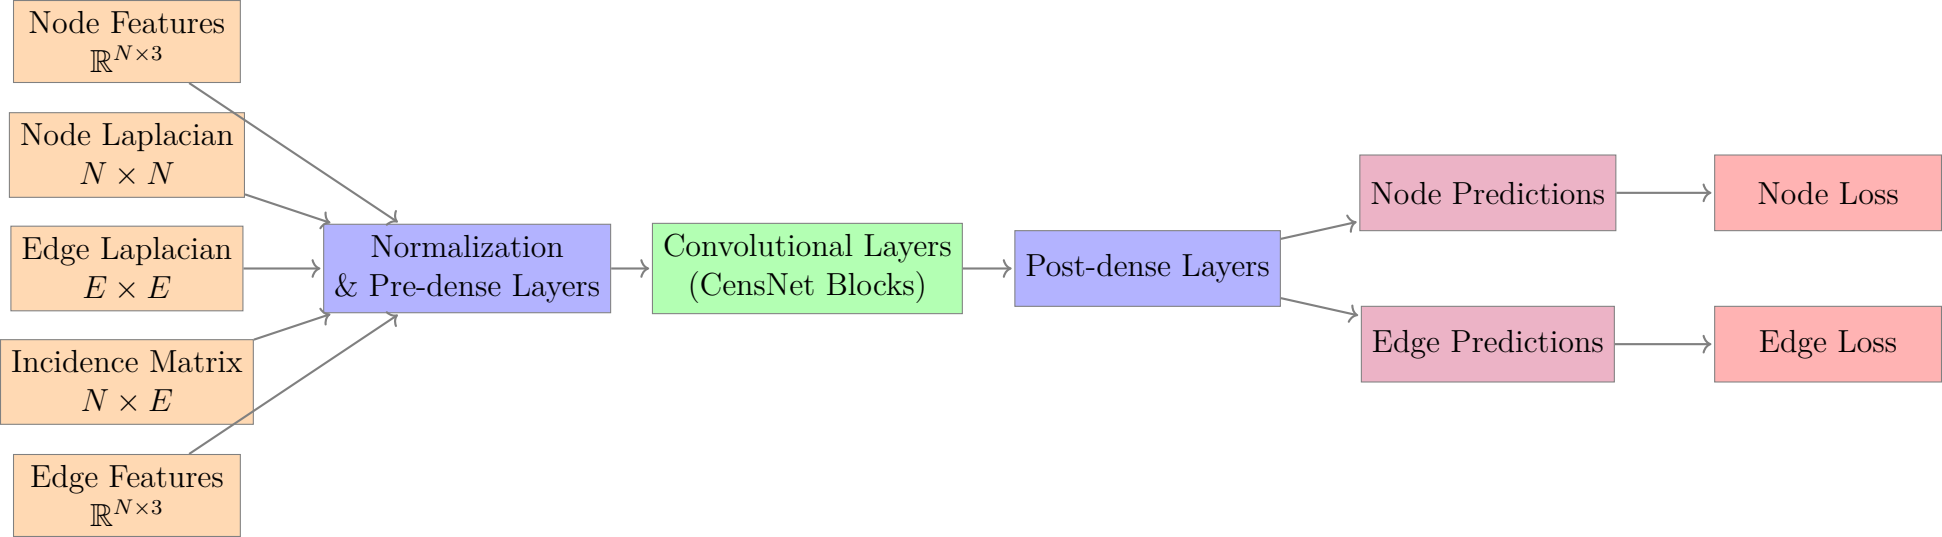 Node Features
ℝ^{N×3}
Node Laplacian
N × N
Edge Laplacian
E × E
Incidence Matrix
N × E
Edge Features
ℝ^{N×3}
Normalization
& Pre-dense Layers
Convolutional Layers
(CensNet Blocks)
Post-dense Layers
Node Predictions
Edge Predictions
Node Loss
Edge Loss